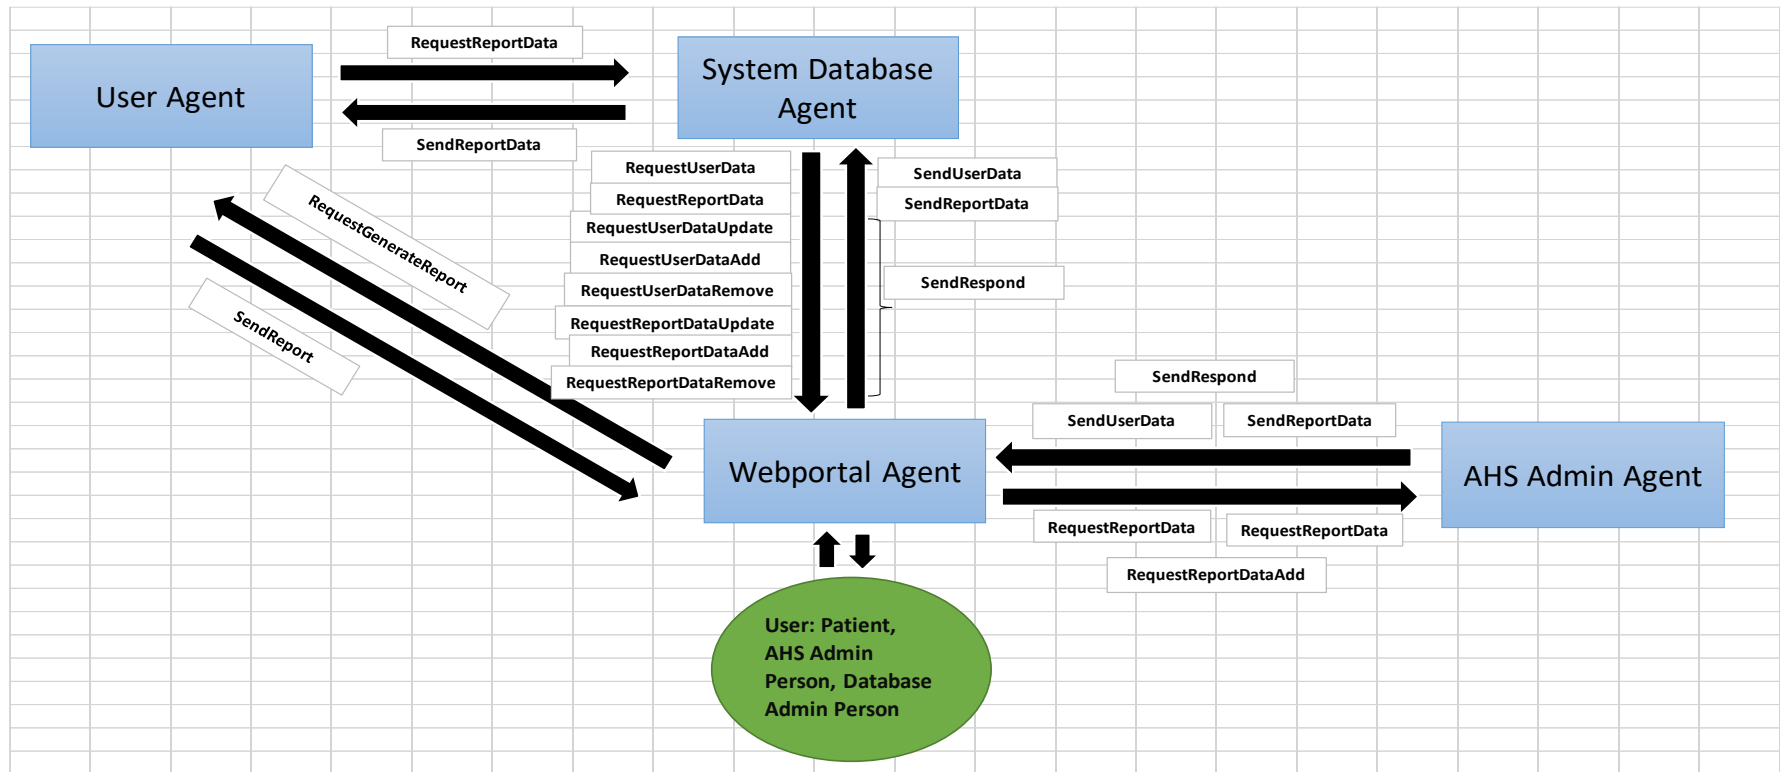 RequestReportData
User Agent
System Database
Agent
SendReportData
RequestUserData
RequestReportData
RequestUserDataUpdate
RequestUserDataAdd
RequestUserDataRemove
RequestReportDataUpdate
RequestReportDataAdd
RequestReportDataRemove
SendUserData
SendReportData
SendRespond
RequestGenerateReport
SendReport
SendRespond
SendUserData
SendReportData
Webportal Agent
AHS Admin Agent
RequestReportData
RequestReportData
RequestReportDataAdd
User: Patient,
AHS Admin
Person, Database
Admin Person